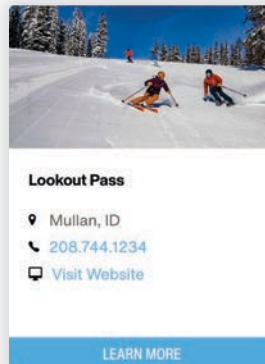 Lookout Pass
Mullan, ID
208.744.1234
Visit Website
LEARN MORE